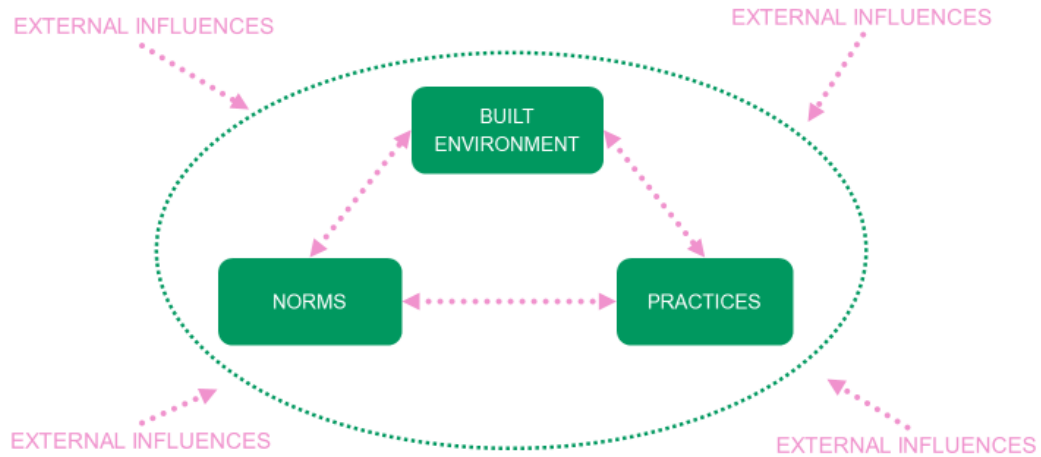 EXTERNAL INFLUENCES
EXTERNAL INFLUENCES
BUILT
ENVIRONMENT
NORMS
PRACTICES
EXTERNAL INFLUENCES
EXTERNAL INFLUENCES